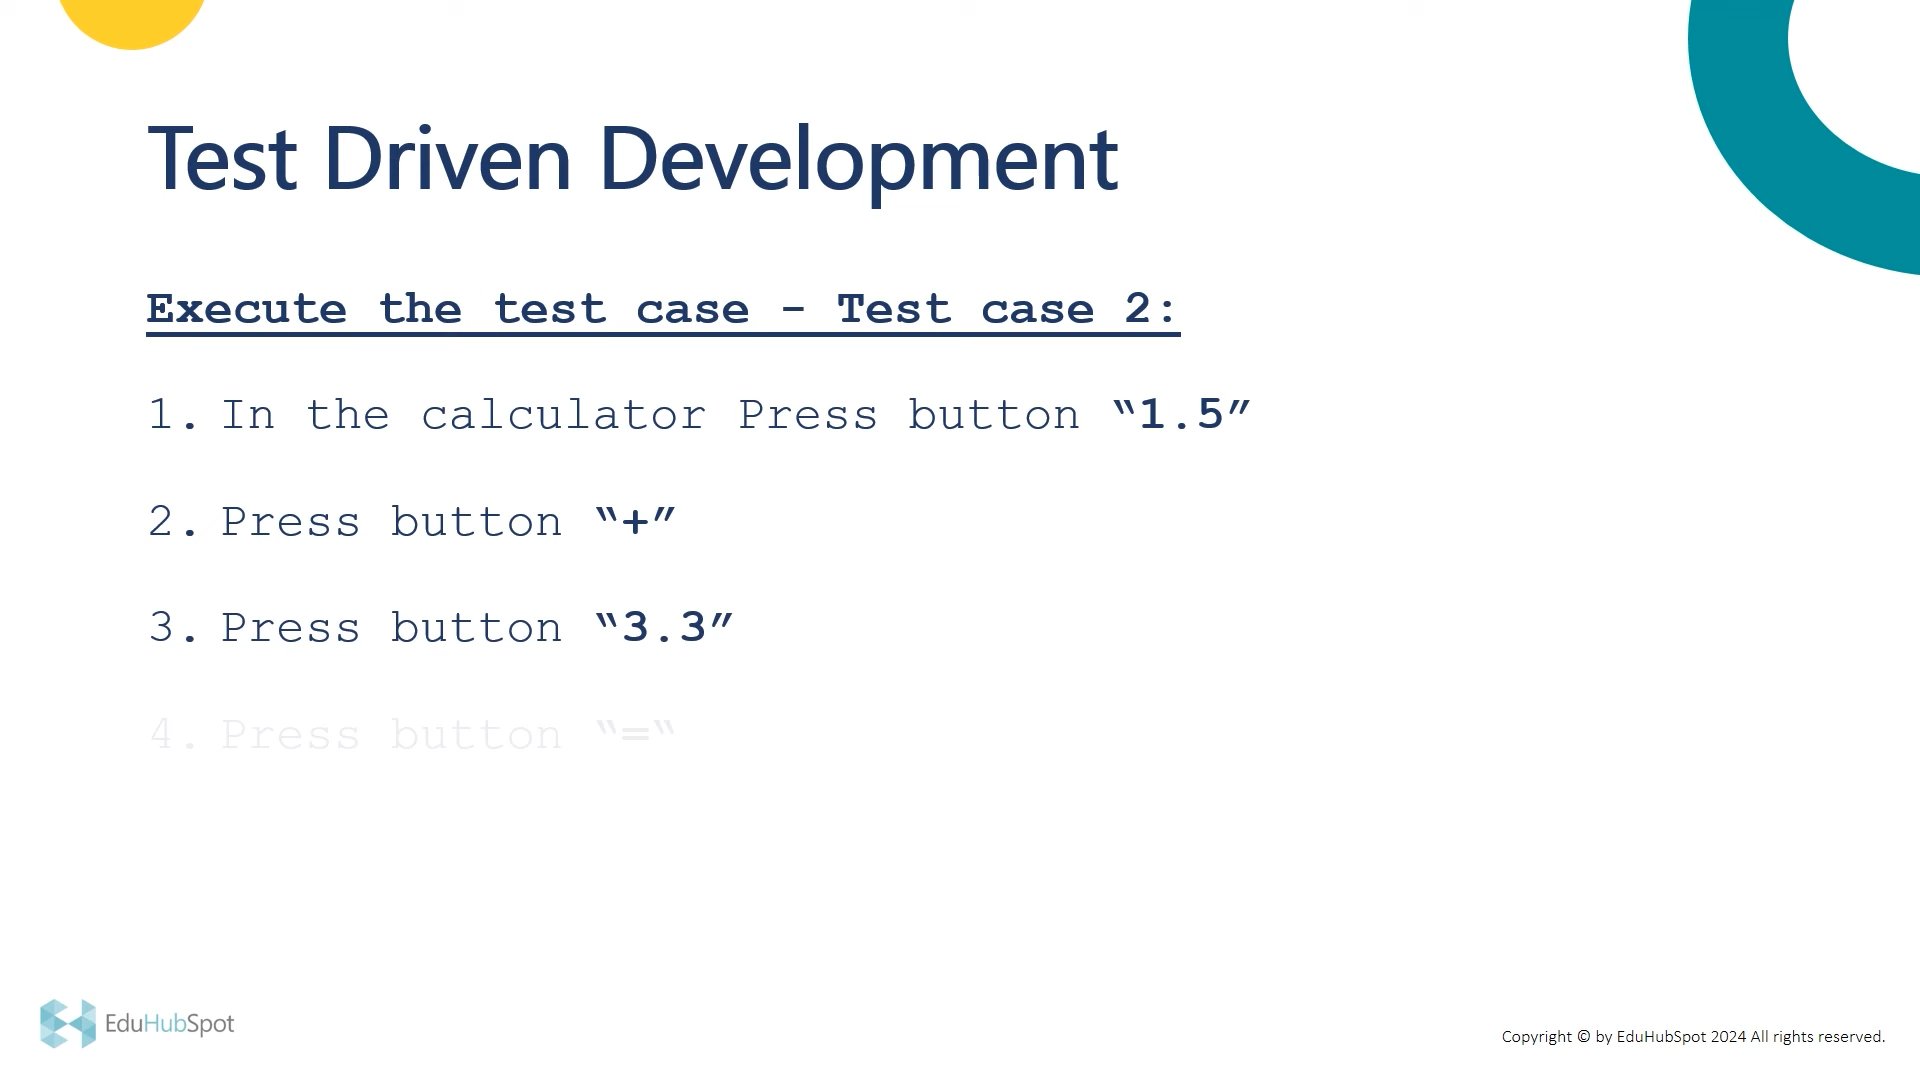 Test Driven Development
Execute the test case - Test case 2:
1. In the calculator Press button “1.5”
2. Press button “+”
3. Press button “3.3”
4. Press button “=“
EduHubSpot
Copyright © by EduHubSpot 2024 All rights reserved.